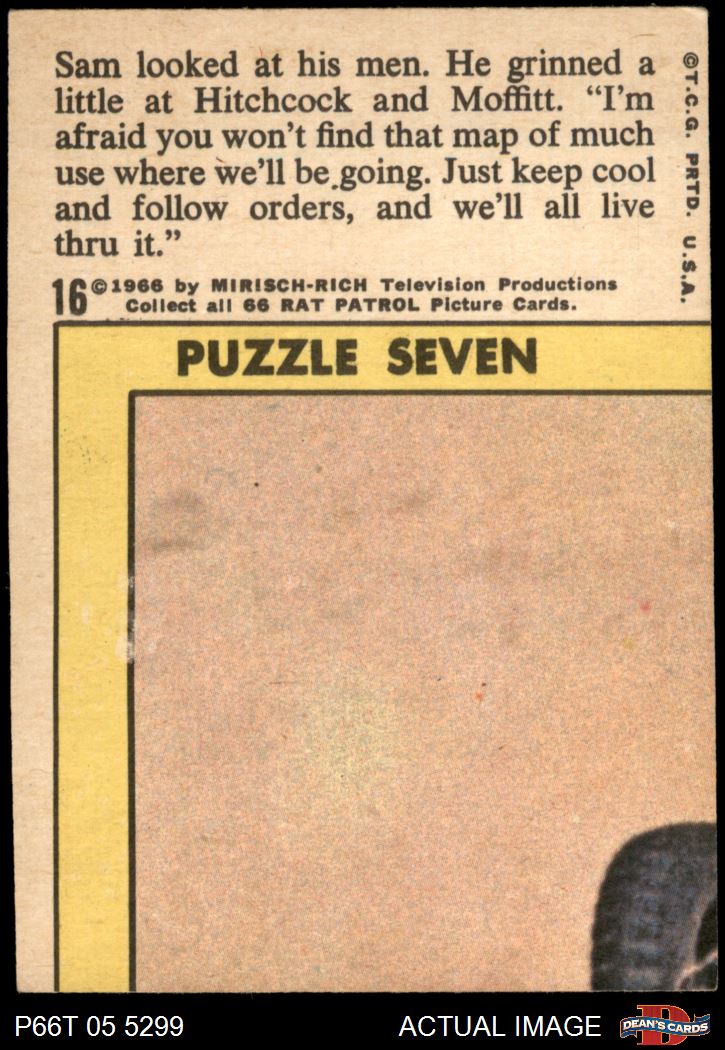 Sam looked at his men. He grinned a
little at Hitchcock and Moffitt. “I’m
afraid you won’t find that map of much
use where we’ll be going. Just keep cool
and follow orders, and we’ll all live
thru it.”
©T.C.G. PRTD. U.S.A.
16 ©1966 by MIRISCH-RICH Television Productions
Collect all 66 RAT PATROL Picture Cards.
PUZZLE SEVEN
P66T 05 5299
ACTUAL IMAGE
D
DEAN'S CARDS